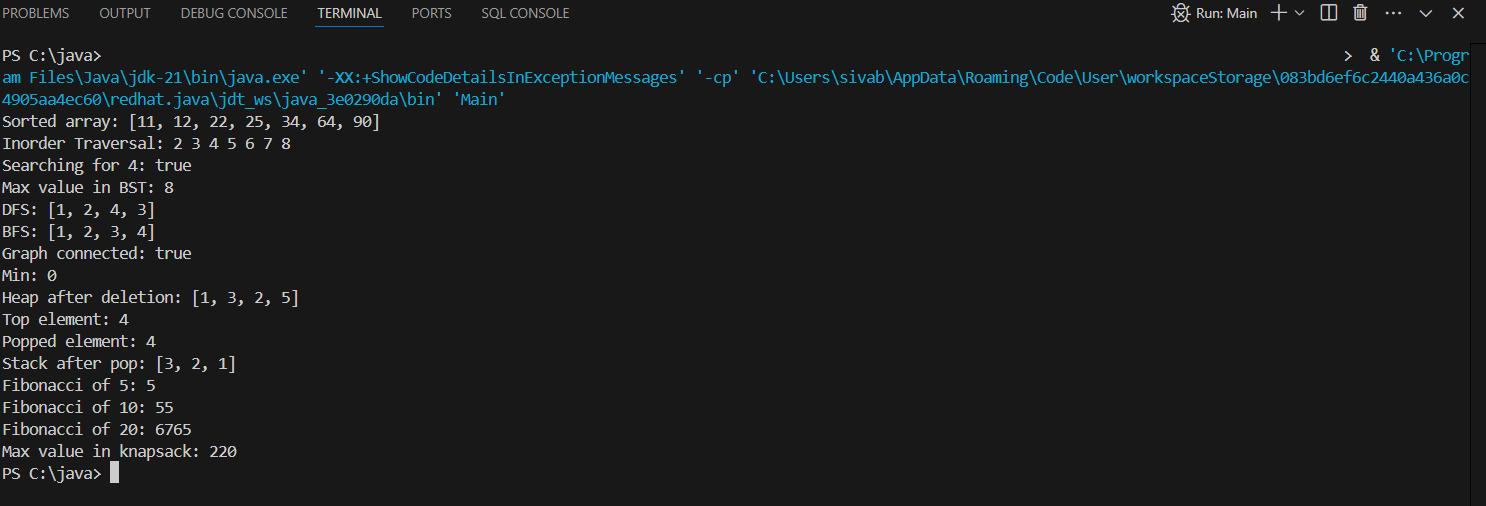 PROBLEMS OUTPUT DEBUG CONSOLE TERMINAL PORTS SQL CONSOLE Run: Main
PS C:\java> > & 'C:\Progr
am Files\Java\jdk-21\bin\java.exe' '-XX:+ShowCodeDetailsInExceptionMessages' '-cp' 'C:\Users\sivab\AppData\Roaming\Code\User\workspaceStorage\083bd6ef6c2440a436a0c
4905aa4ec60\redhat.java\jdt_ws\java_3e0290da\bin' 'Main'
Sorted array: [11, 12, 22, 25, 34, 64, 90]
Inorder Traversal: 2 3 4 5 6 7 8
Searching for 4: true
Max value in BST: 8
DFS: [1, 2, 4, 3]
BFS: [1, 2, 3, 4]
Graph connected: true
Min: 0
Heap after deletion: [1, 3, 2, 5]
Top element: 4
Popped element: 4
Stack after pop: [3, 2, 1]
Fibonacci of 5: 5
Fibonacci of 10: 55
Fibonacci of 20: 6765
Max value in knapsack: 220
PS C:\java>